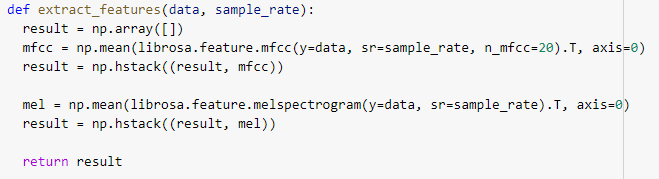 def extract_features(data, sample_rate):
  result = np.array([])
  mfcc = np.mean(librosa.feature.mfcc(y=data, sr=sample_rate, n_mfcc=20).T, axis=0)
  result = np.hstack((result, mfcc))

  mel = np.mean(librosa.feature.melspectrogram(y=data, sr=sample_rate).T, axis=0)
  result = np.hstack((result, mel))

  return result